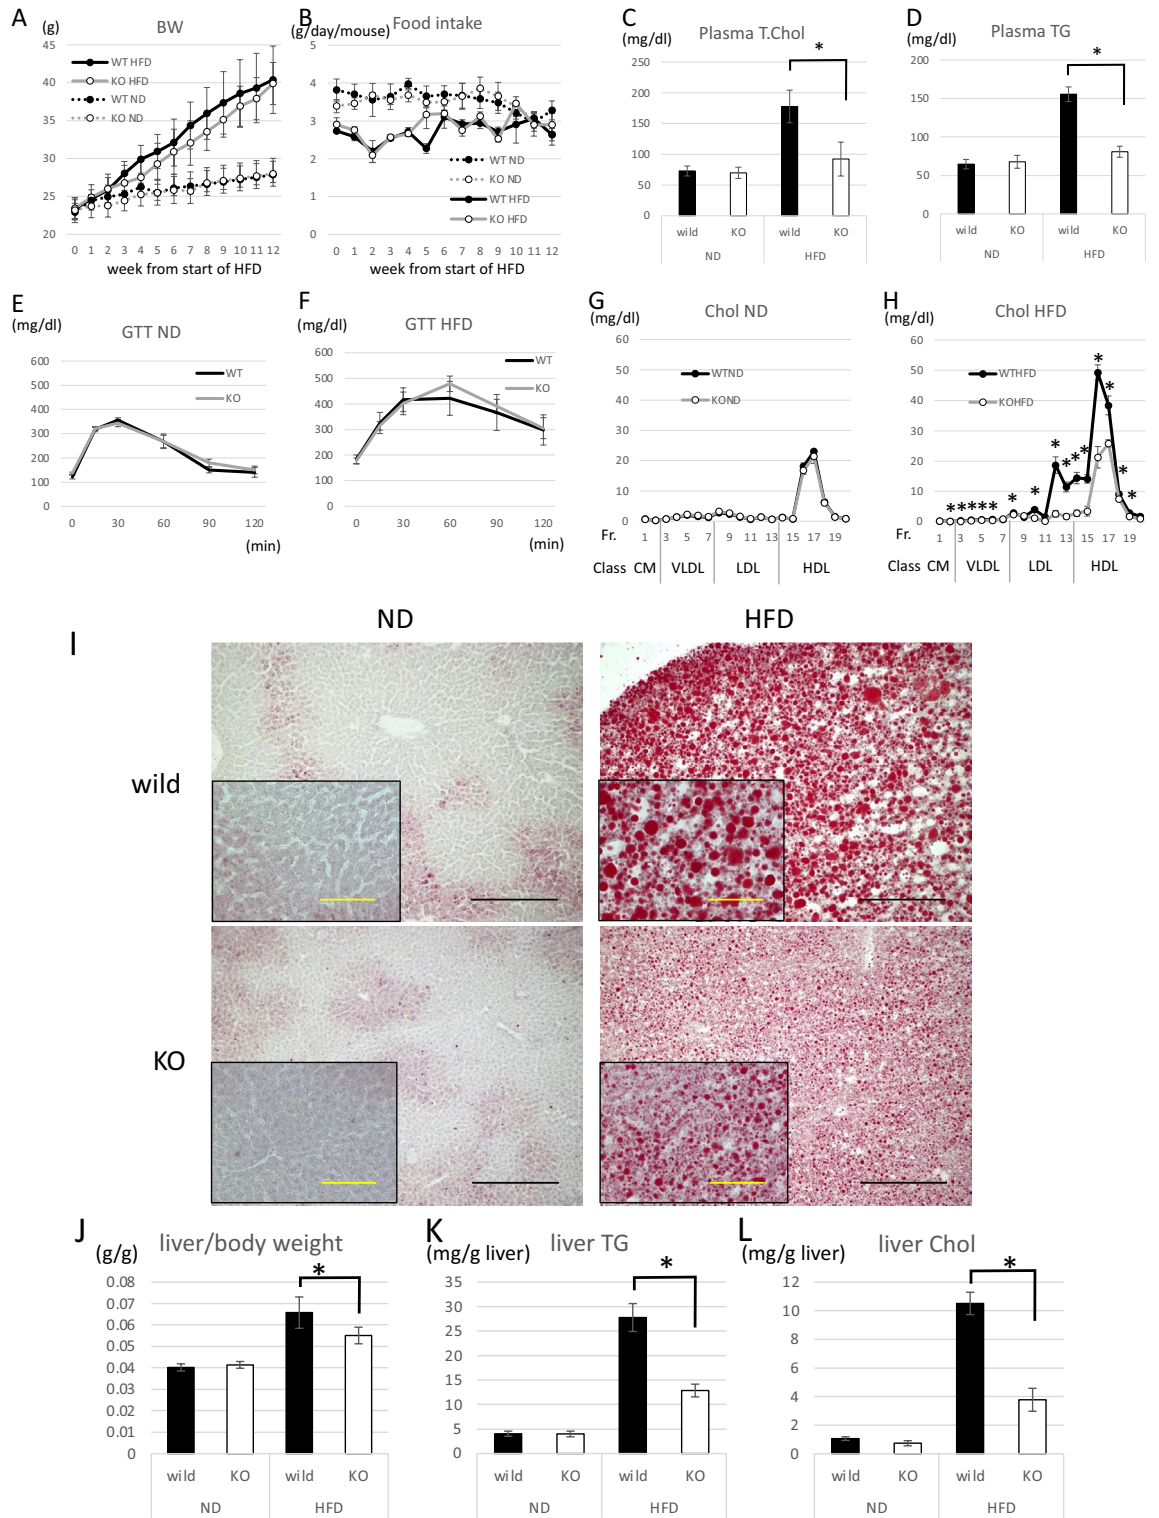 A
(g)
BW
45
40
35
30
25
20
WT HFD
KO HFD
WT ND
KO ND
0 1 2 3 4 5 6 7 8 9 10 11 12
week from start of HFD
B
(g/day/mouse)
Food intake
5
4
3
2
1
0
WT ND
KO ND
WT HFD
KO HFD
0 1 2 3 4 5 6 7 8 9 10 11 12
week from start of HFD
C
(mg/dl)
Plasma T.Chol
*
250
200
150
100
50
0
wild KO wild KO
ND HFD
D
(mg/dl)
Plasma TG
*
200
150
100
50
0
wild KO wild KO
ND HFD
E
(mg/dl)
GTT ND
600
500
400
300
200
100
0
WT
KO
0 30 60 90 120
(min)
F
(mg/dl)
GTT HFD
600
500
400
300
200
100
0
WT
KO
0 30 60 90 120
(min)
G
(mg/dl)
Chol ND
60
50
40
30
20
10
0
WTND
KOND
Fr. 1 3 5 7 9 11 13 15 17 19
Class CM VLDL LDL HDL
H
(mg/dl)
Chol HFD
60
50
40
30
20
10
0
WTHFD
KOHFD
* * * * * * * * * * * * * * *
Fr. 1 3 5 7 9 11 13 15 17 19
Class CM VLDL LDL HDL
I
ND HFD
wild
KO
J
(g/g)
liver/body weight
*
0.08
0.07
0.06
0.05
0.04
0.03
0.02
0.01
0
wild KO wild KO
ND HFD
K
(mg/g liver)
liver TG
*
35
30
25
20
15
10
5
0
wild KO wild KO
ND HFD
L
(mg/g liver)
liver Chol
*
12
10
8
6
4
2
0
wild KO wild KO
ND HFD